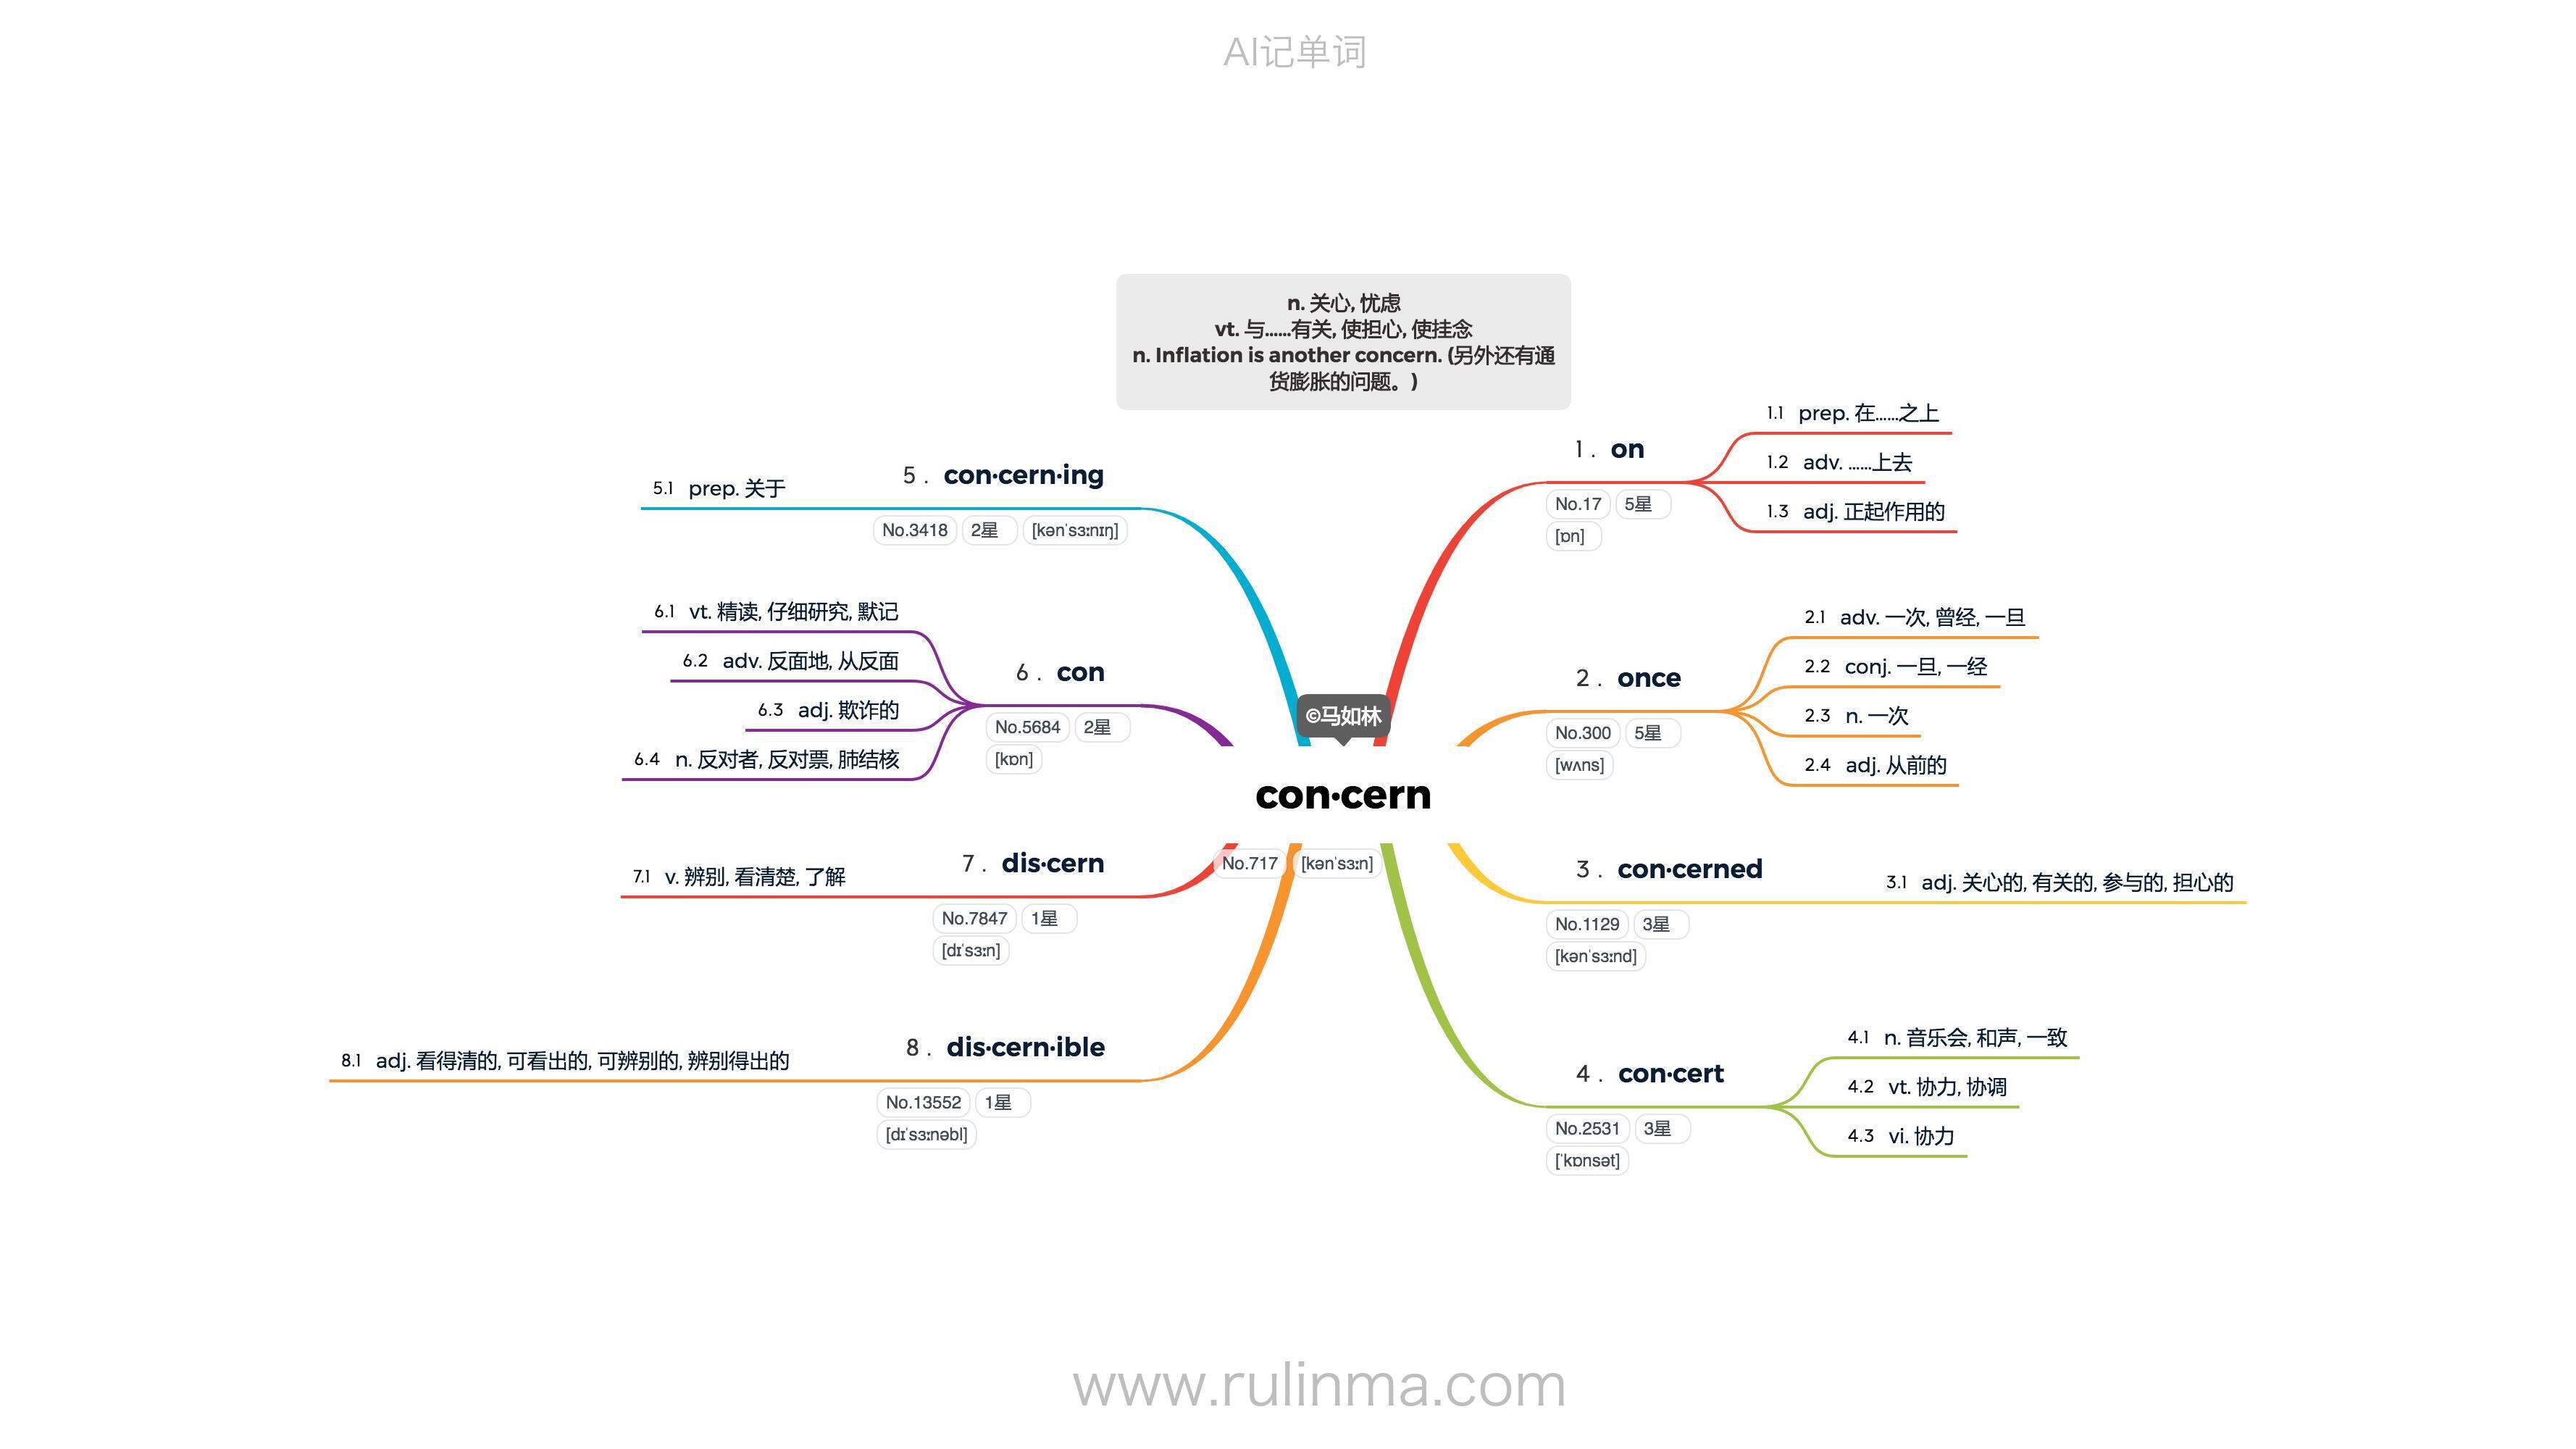 AI记单词
n. 关心, 忧虑
vt. 与……有关, 使担心, 使挂念
n. Inflation is another concern. (另外还有通
货膨胀的问题。)
©马如林
con·cern
No.717 [kənˈsɜːn]
1 . on
No.17 5星
[ɒn]
1.1 prep. 在……之上
1.2 adv. ……上去
1.3 adj. 正起作用的
2 . once
No.300 5星
[wʌns]
2.1 adv. 一次, 曾经, 一旦
2.2 conj. 一旦, 一经
2.3 n. 一次
2.4 adj. 从前的
3 . con·cerned
No.1129 3星
[kənˈsɜːnd]
3.1 adj. 关心的, 有关的, 参与的, 担心的
4 . con·cert
No.2531 3星
[ˈkɒnsət]
4.1 n. 音乐会, 和声, 一致
4.2 vt. 协力, 协调
4.3 vi. 协力
5 . con·cern·ing
No.3418 2星 [kənˈsɜːnɪŋ]
5.1 prep. 关于
6 . con
No.5684 2星
[kɒn]
6.1 vt. 精读, 仔细研究, 默记
6.2 adv. 反面地, 从反面
6.3 adj. 欺诈的
6.4 n. 反对者, 反对票, 肺结核
7 . dis·cern
No.7847 1星
[dɪˈsɜːn]
7.1 v. 辨别, 看清楚, 了解
8 . dis·cern·ible
No.13552 1星
[dɪˈsɜːnəbl]
8.1 adj. 看得清的, 可看出的, 可辨别的, 辨别得出的
www.rulinma.com